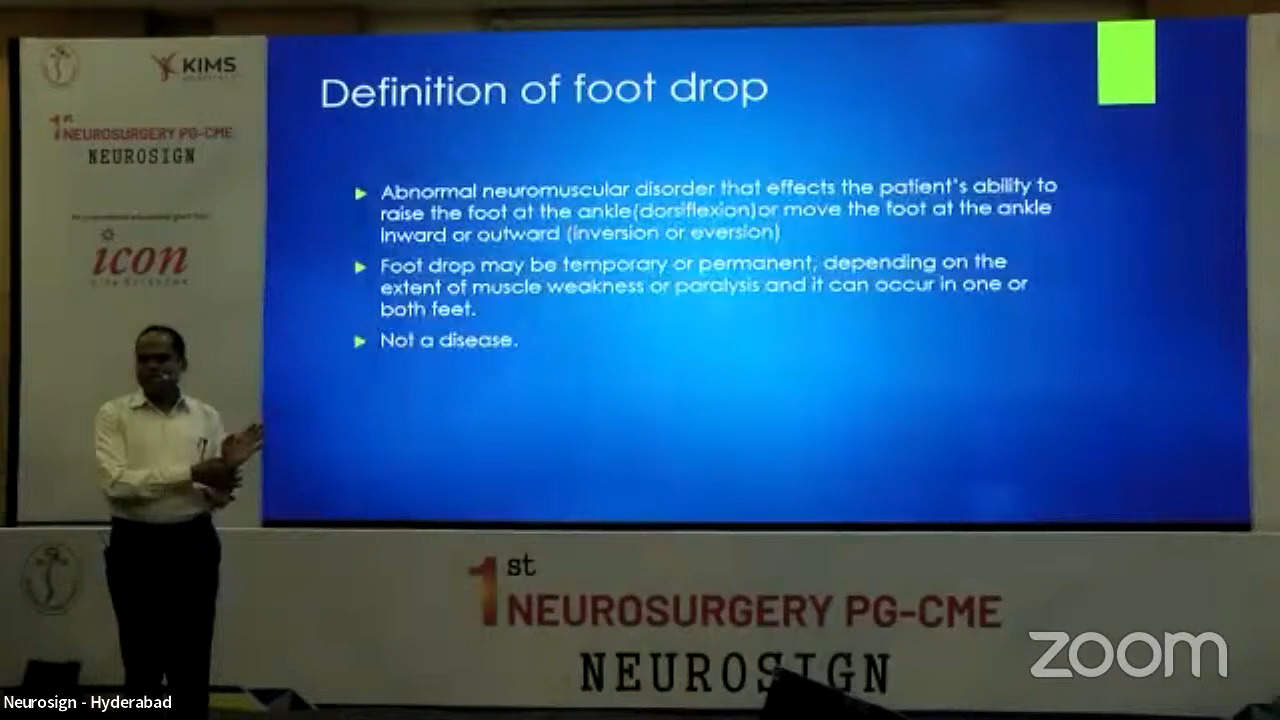 KIMS
1st
NEUROSURGERY PG-CME
NEUROSIGN
icon
Definition of foot drop
Abnormal neuromuscular disorder that effects the patient's ability to
raise the foot at the ankle(dorsiflexion)or move the foot at the ankle
inward or outward (inversion or eversion)
Foot drop may be temporary or permanent, depending on the
extent of muscle weakness or paralysis and it can occur in one or
both feet.
Not a disease.
1st
NEUROSURGERY PG-CME
NEUROSIGN
zoom
Neurosign - Hyderabad